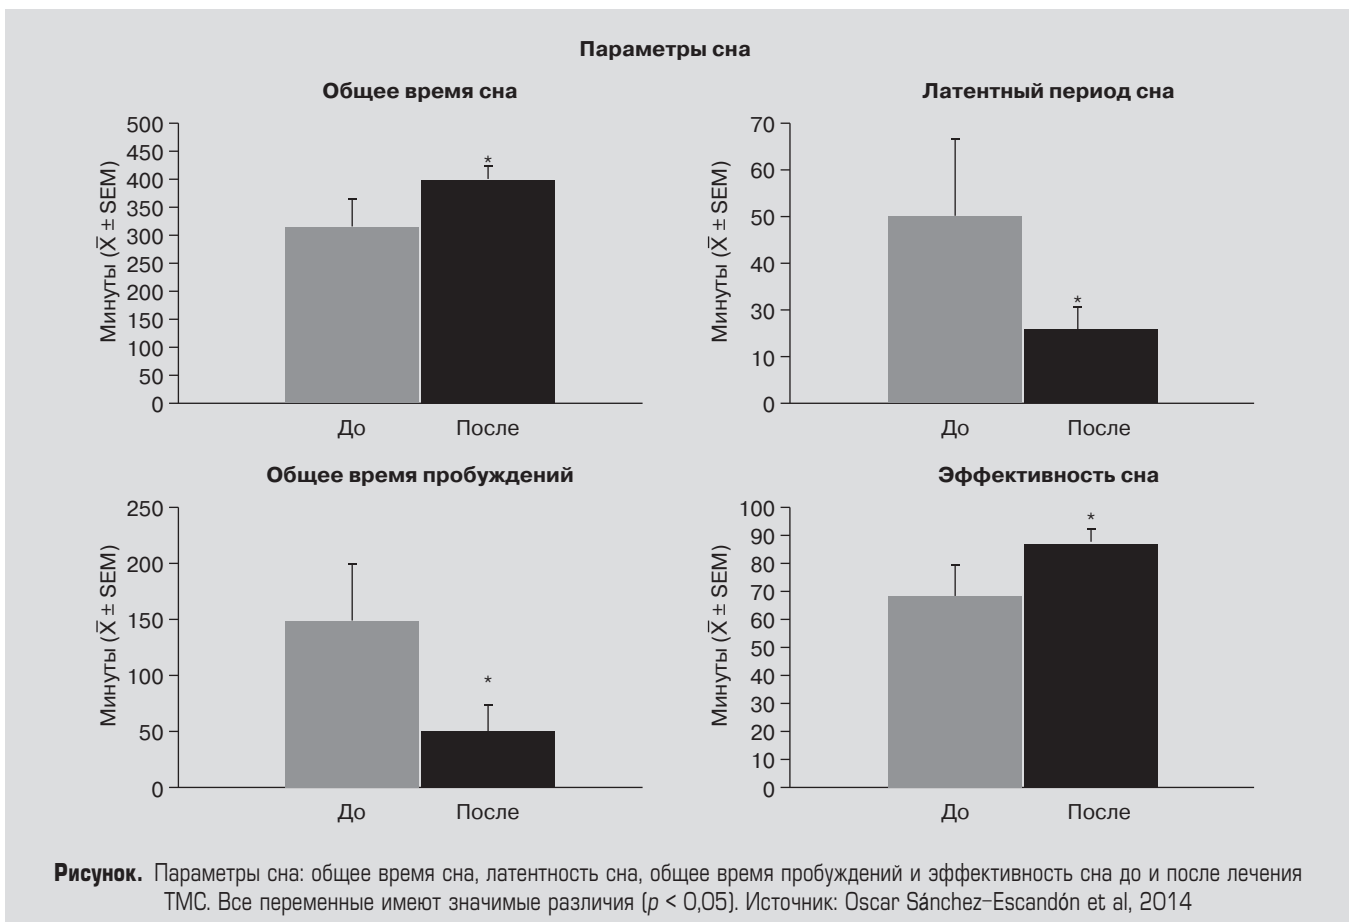 Параметры сна
Общее время сна
Минуты (X̅ ± SEM)
500
450
400
350
300
250
200
150
100
50
0
*
До
После
Латентный период сна
Минуты (X̅ ± SEM)
70
60
50
40
30
10
0
*
До
После
Общее время пробуждений
Минуты (X̅ ± SEM)
250
200
150
100
50
0
*
До
После
Эффективность сна
Минуты (X̅ ± SEM)
100
90
80
70
60
50
40
30
20
10
0
*
До
После
Рисунок. Параметры сна: общее время сна, латентность сна, общее время пробуждений и эффективность сна до и после лечения
ТМС. Все переменные имеют значимые различия (p < 0,05). Источник: Oscar Sánchez-Escandón et al, 2014